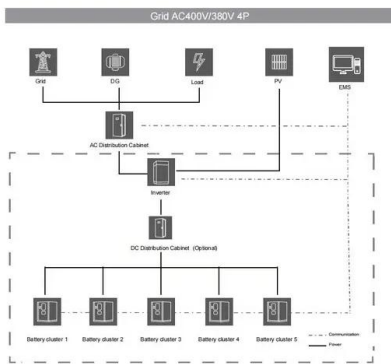 Grid AC400V/380V 4P
Grid
DG
Load
PV
EMS
AC Distribution Cabinet
Inverter
DC Distribution Cabinet (Optional)
Battery cluster 1
Battery cluster 2
Battery cluster 3
Battery cluster 4
Battery cluster 5
Communication
Power